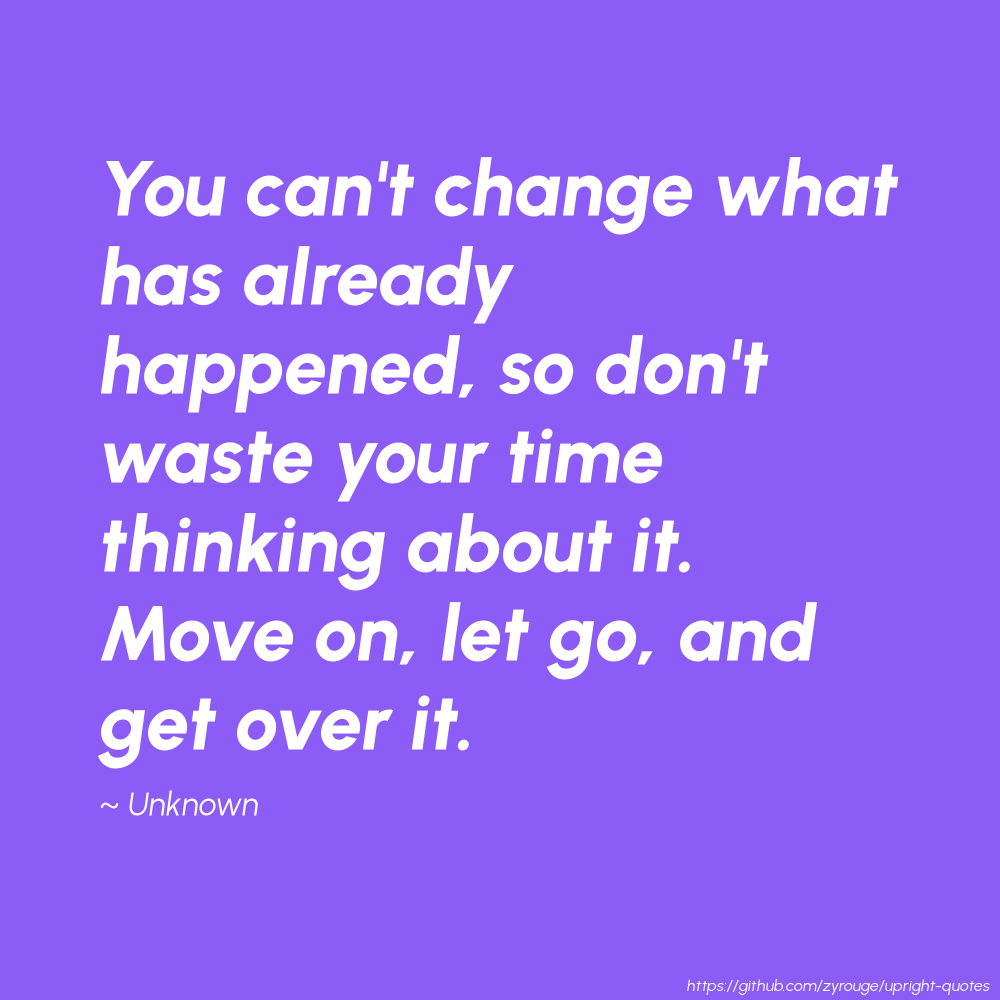 You can't change what
has already
happened, so don't
waste your time
thinking about it.
Move on, let go, and
get over it.
~ Unknown
https://github.com/zyrouge/upright-quotes